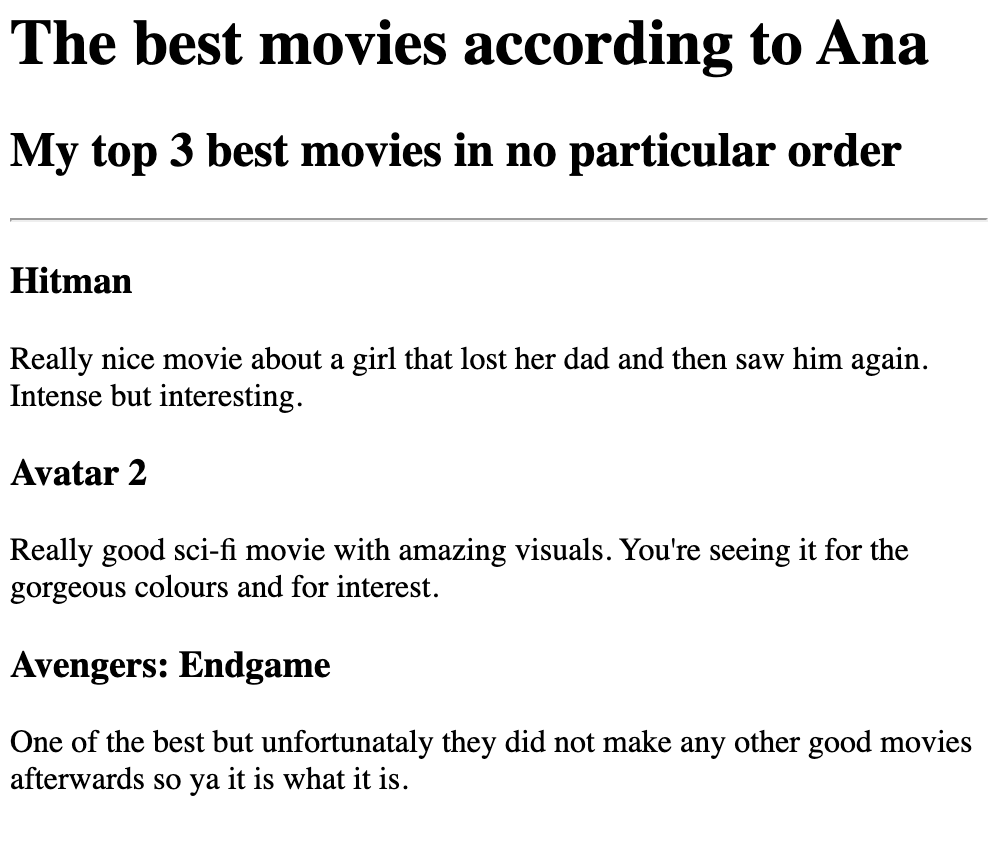 The best movies according to Ana
My top 3 best movies in no particular order
Hitman
Really nice movie about a girl that lost her dad and then saw him again.
Intense but interesting.
Avatar 2
Really good sci-fi movie with amazing visuals. You're seeing it for the
gorgeous colours and for interest.
Avengers: Endgame
One of the best but unfortunataly they did not make any other good movies
afterwards so ya it is what it is.